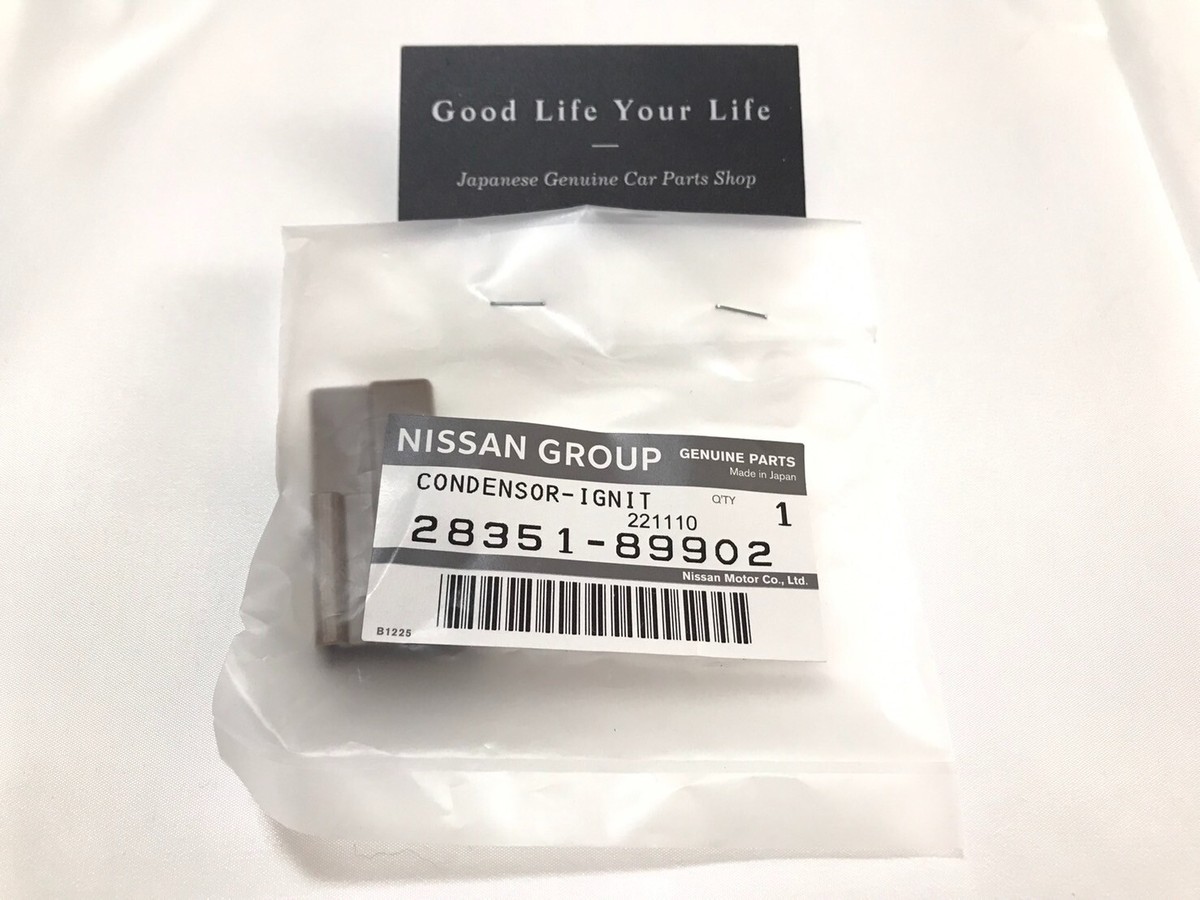 Good Life Your Life
Japanese Genuine Car Parts Shop
NISSAN GROUP GENUINE PARTS
Made in Japan
CONDENSOR-IGNIT Q'TY 1
221110
28351-89902
Nissan Motor Co., Ltd.
B1225